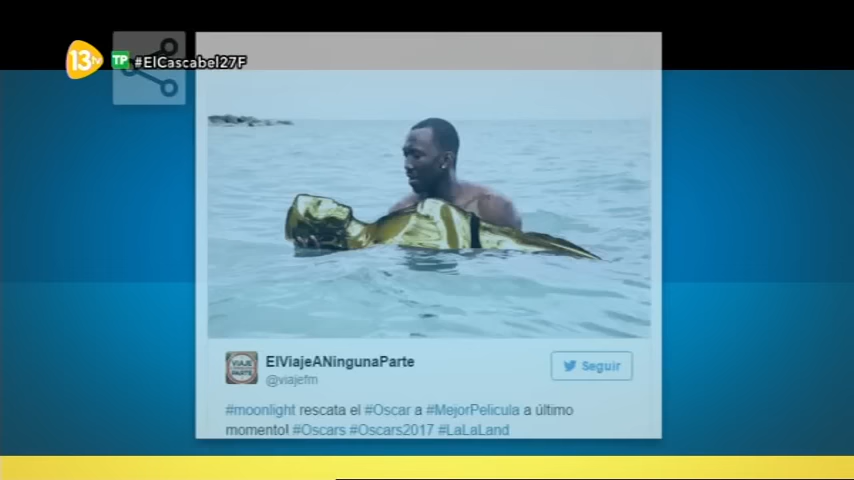 13tv
TP #ElCascabel27F
VIAJE
PARTE
ElViajeANingunaParte
@viajefm
Seguir
#moonlight rescata el #Oscar a #MejorPelicula a último
momento! #Oscars #Oscars2017 #LaLaLand